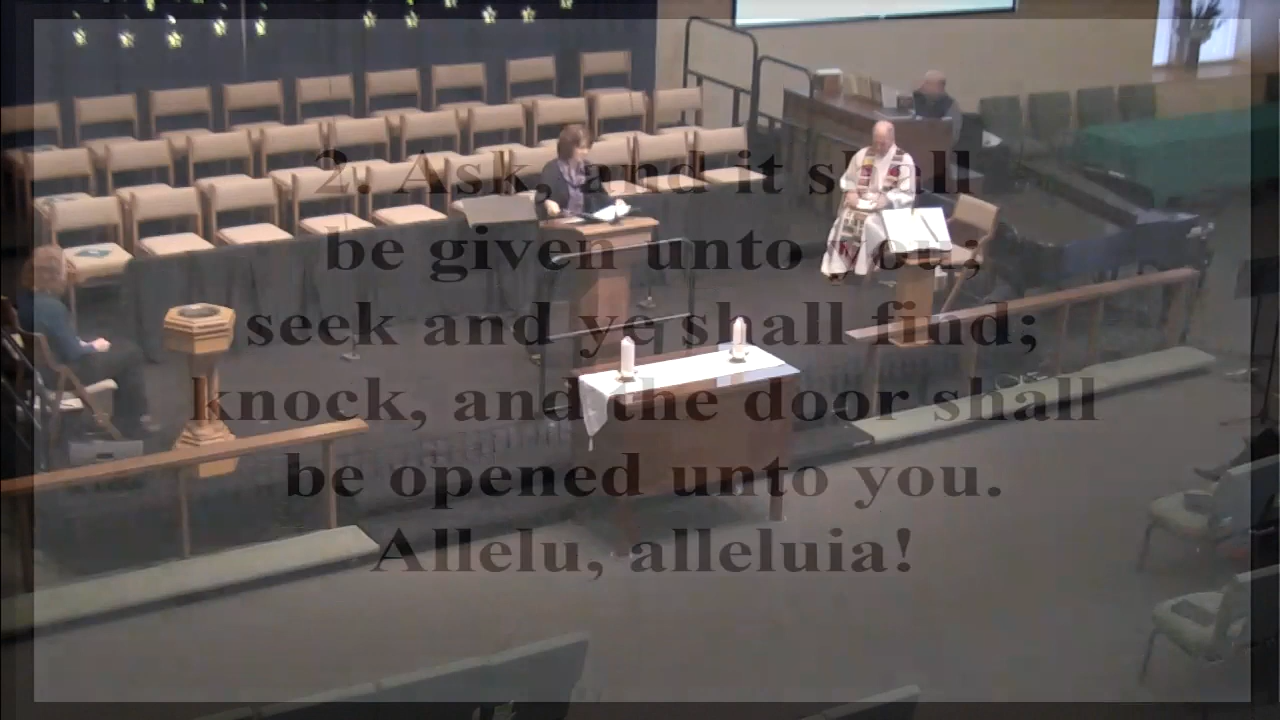 2. Ask, and it shall
be given unto you;
seek and ye shall find;
knock, and the door shall
be opened unto you.
Allelu, alleluia!